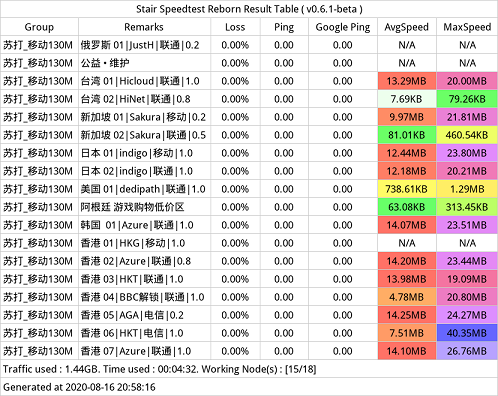 Stair Speedtest Reborn Result Table ( v0.6.1-beta )
Group Remarks Loss Ping Google Ping AvgSpeed MaxSpeed
苏打_移动130M 俄罗斯 01|JustH|联通|0.2 0.00% 0.00 0.00 N/A N/A
苏打_移动130M 公益•维护 0.00% 0.00 0.00 N/A N/A
苏打_移动130M 台湾 01|Hicloud|联通|1.0 0.00% 0.00 0.00 13.29MB 20.00MB
苏打_移动130M 台湾 02|HiNet|联通|0.8 0.00% 0.00 0.00 7.69KB 79.26KB
苏打_移动130M 新加坡 01|Sakura|移动|0.2 0.00% 0.00 0.00 9.97MB 21.81MB
苏打_移动130M 新加坡 02|Sakura|联通|0.5 0.00% 0.00 0.00 81.01KB 460.54KB
苏打_移动130M 日本 01|indigo|移动|1.0 0.00% 0.00 0.00 12.44MB 23.80MB
苏打_移动130M 日本 02|indigo|联通|1.0 0.00% 0.00 0.00 12.18MB 20.21MB
苏打_移动130M 美国 01|dedipath|联通|1.0 0.00% 0.00 0.00 738.61KB 1.29MB
苏打_移动130M 阿根廷 游戏购物低价区 0.00% 0.00 0.00 63.08KB 313.45KB
苏打_移动130M 韩国 01|Azure|联通|1.0 0.00% 0.00 0.00 14.07MB 23.51MB
苏打_移动130M 香港 01|HKG|移动|1.0 0.00% 0.00 0.00 N/A N/A
苏打_移动130M 香港 02|Azure|联通|0.8 0.00% 0.00 0.00 14.20MB 23.44MB
苏打_移动130M 香港 03|HKT|联通|1.0 0.00% 0.00 0.00 13.98MB 19.09MB
苏打_移动130M 香港 04|BBC解锁|联通|1.0 0.00% 0.00 0.00 4.78MB 20.80MB
苏打_移动130M 香港 05|AGA|电信|0.2 0.00% 0.00 0.00 14.25MB 24.27MB
苏打_移动130M 香港 06|HKT|电信|1.0 0.00% 0.00 0.00 7.51MB 40.35MB
苏打_移动130M 香港 07|Azure|联通|1.0 0.00% 0.00 0.00 14.10MB 26.76MB
Traffic used : 1.44GB. Time used : 00:04:32. Working Node(s) : [15/18]
Generated at 2020-08-16 20:58:16